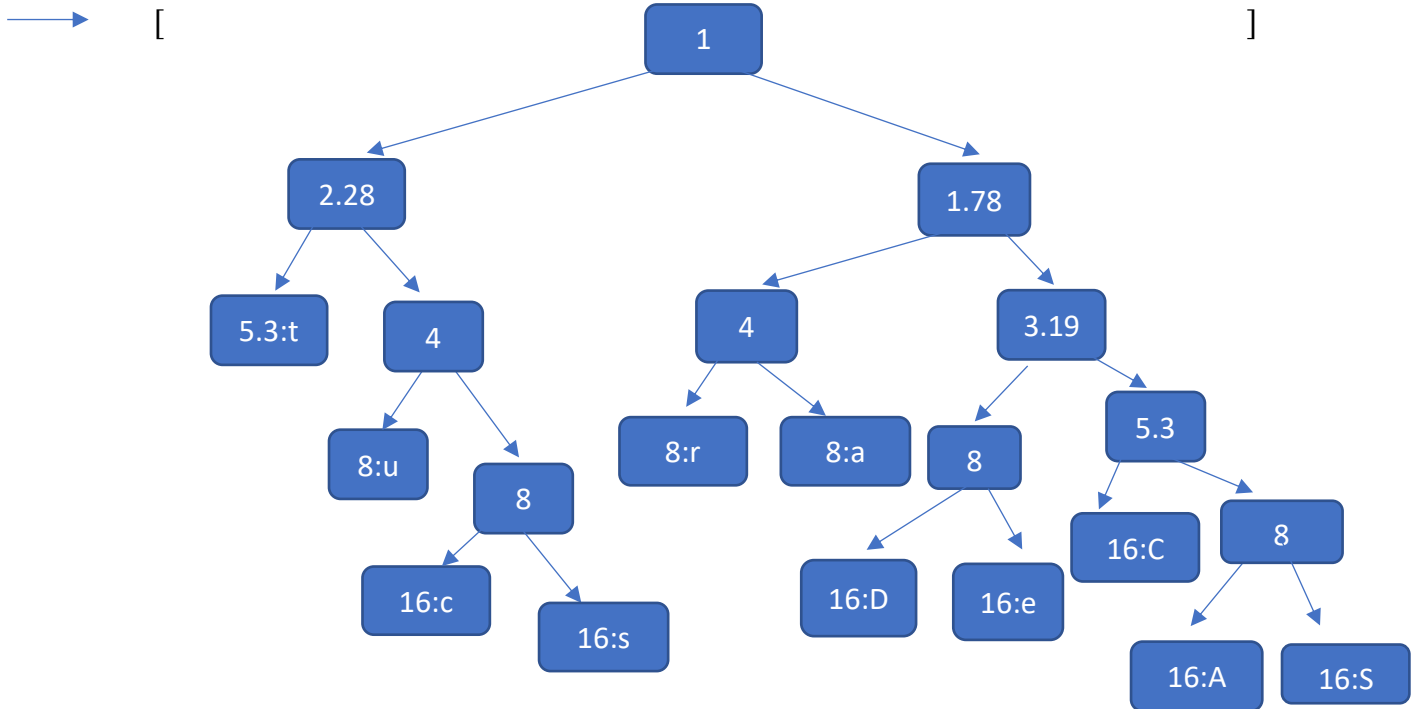 [ ]
1
2.28
1.78
5.3:t
4
4
3.19
8:u
8
8:r
8:a
8
5.3
16:c
16:s
16:D
16:e
16:C
8
16:A
16:S